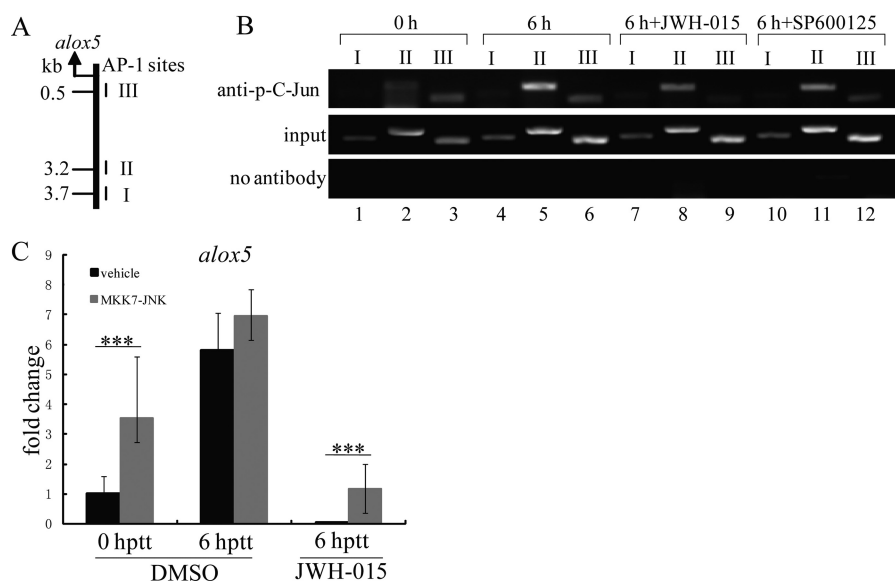 A
alox5
kb AP-1 sites
0.5 III
3.2 II
3.7 I
B
0 h 6 h 6 h+JWH-015 6 h+SP600125
I II III I II III I II III I II III
anti-p-C-Jun
input
no antibody
1 2 3 4 5 6 7 8 9 10 11 12
C
alox5
vehicle
MKK7-JNK
fold change
9
8
7
6
5
4
3
2
1
0
***
***
0 hptt 6 hptt 6 hptt
DMSO JWH-015